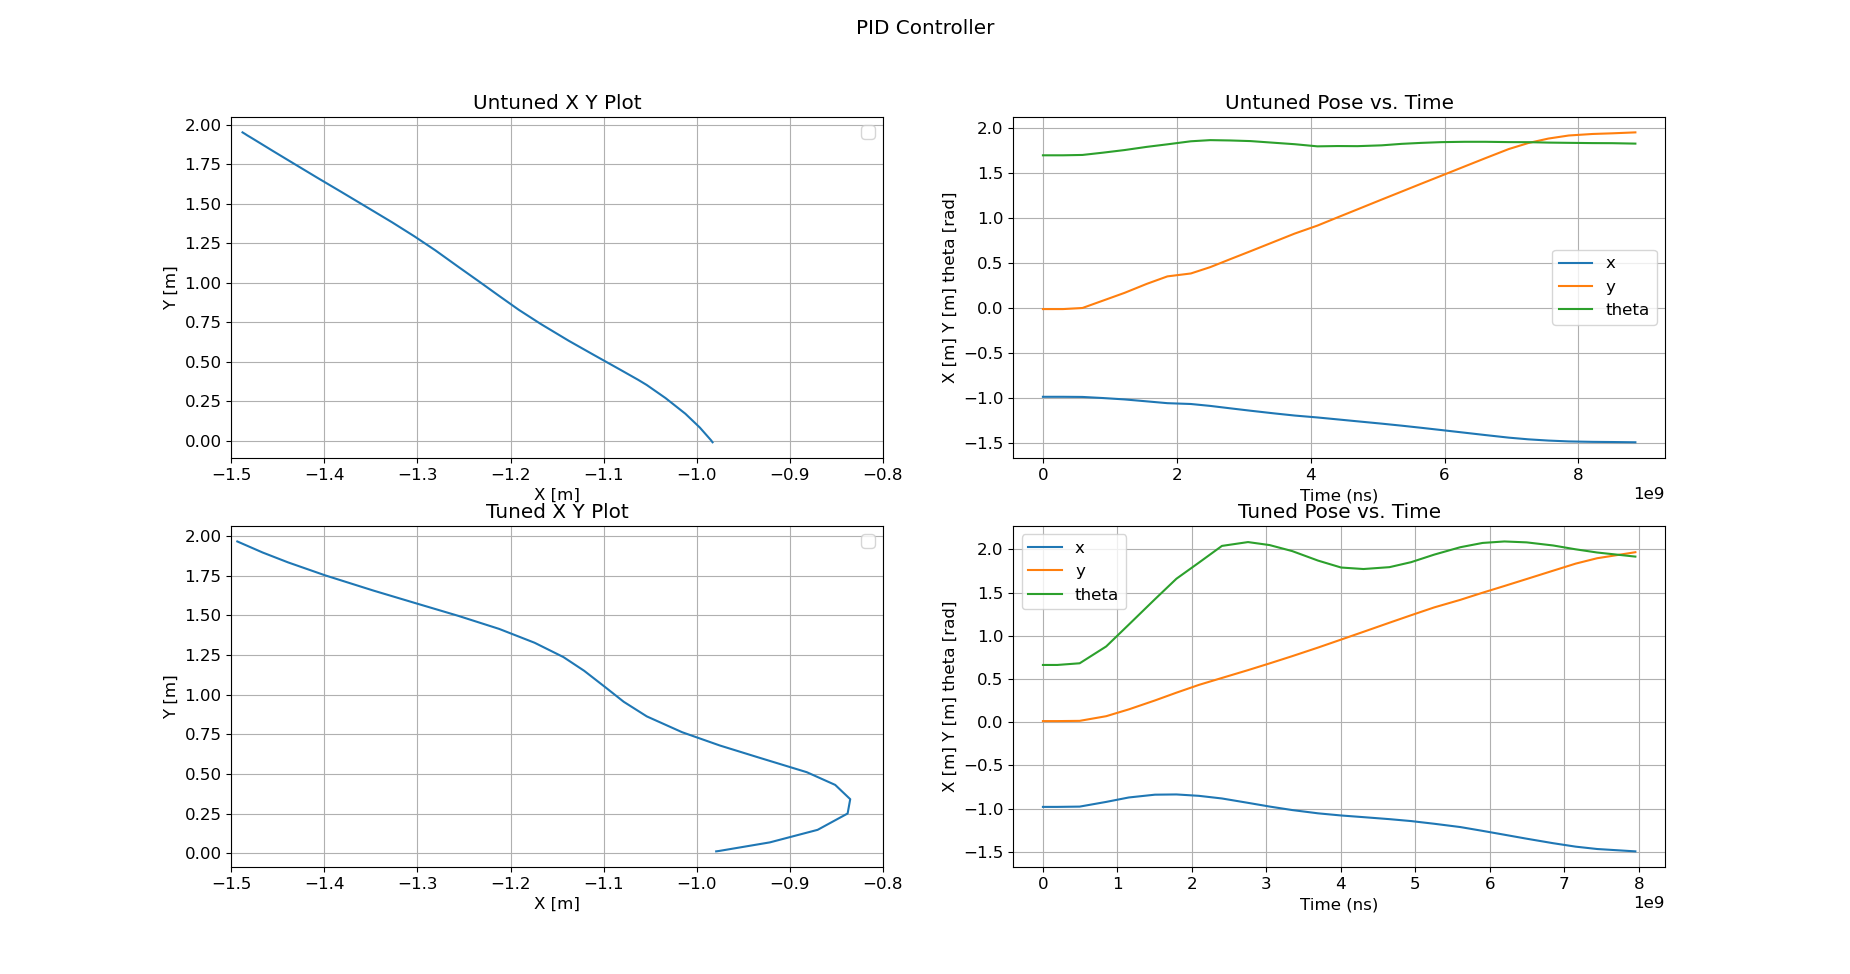 PID Controller
Untuned X Y Plot
2.00
1.75
1.50
1.25
1.00
0.75
0.50
0.25
0.00
Y [m]
−1.5 −1.4 −1.3 −1.2 −1.1 −1.0 −0.9 −0.8
X [m]
Untuned Pose vs. Time
2.0
1.5
1.0
0.5
0.0
−0.5
−1.0
−1.5
X [m] Y [m] theta [rad]
x
y
theta
0 2 4 6 8
1e9
Time (ns)
Tuned X Y Plot
2.00
1.75
1.50
1.25
1.00
0.75
0.50
0.25
0.00
Y [m]
−1.5 −1.4 −1.3 −1.2 −1.1 −1.0 −0.9 −0.8
X [m]
Tuned Pose vs. Time
2.0
1.5
1.0
0.5
0.0
−0.5
−1.0
−1.5
X [m] Y [m] theta [rad]
x
y
theta
0 1 2 3 4 5 6 7 8
1e9
Time (ns)